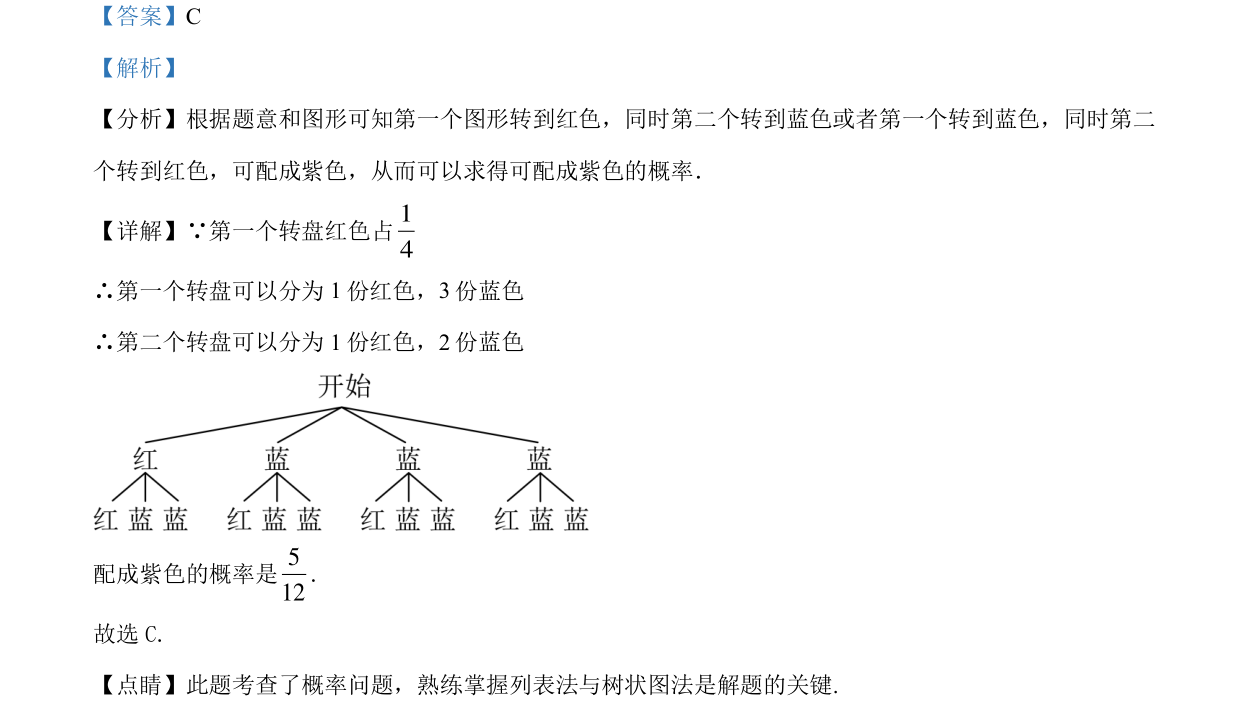 【答案】C
【解析】
【分析】根据题意和图形可知第一个图形转到红色，同时第二个转到蓝色或者第一个转到蓝色，同时第二
个转到红色，可配成紫色，从而可以求得可配成紫色的概率．
【详解】∵第一个转盘红色占1/4
∴第一个转盘可以分为 1 份红色，3 份蓝色
∴第二个转盘可以分为 1 份红色，2 份蓝色
开始
红 蓝 蓝 蓝
红 蓝 蓝 红 蓝 蓝 红 蓝 蓝 红 蓝 蓝
配成紫色的概率是5/12．
故选 C.
【点睛】此题考查了概率问题，熟练掌握列表法与树状图法是解题的关键.